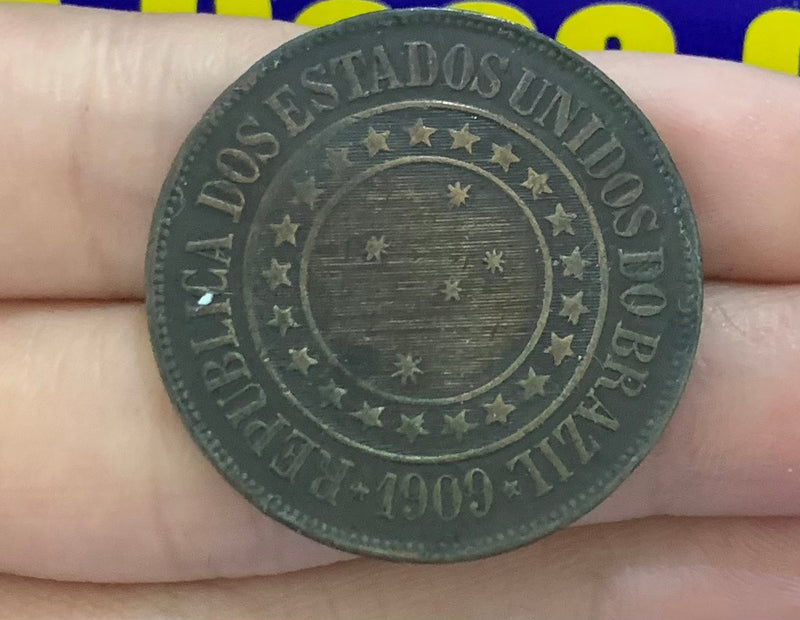 REPUBLICA DOS ESTADOS UNIDOS DO BRAZIL
1909